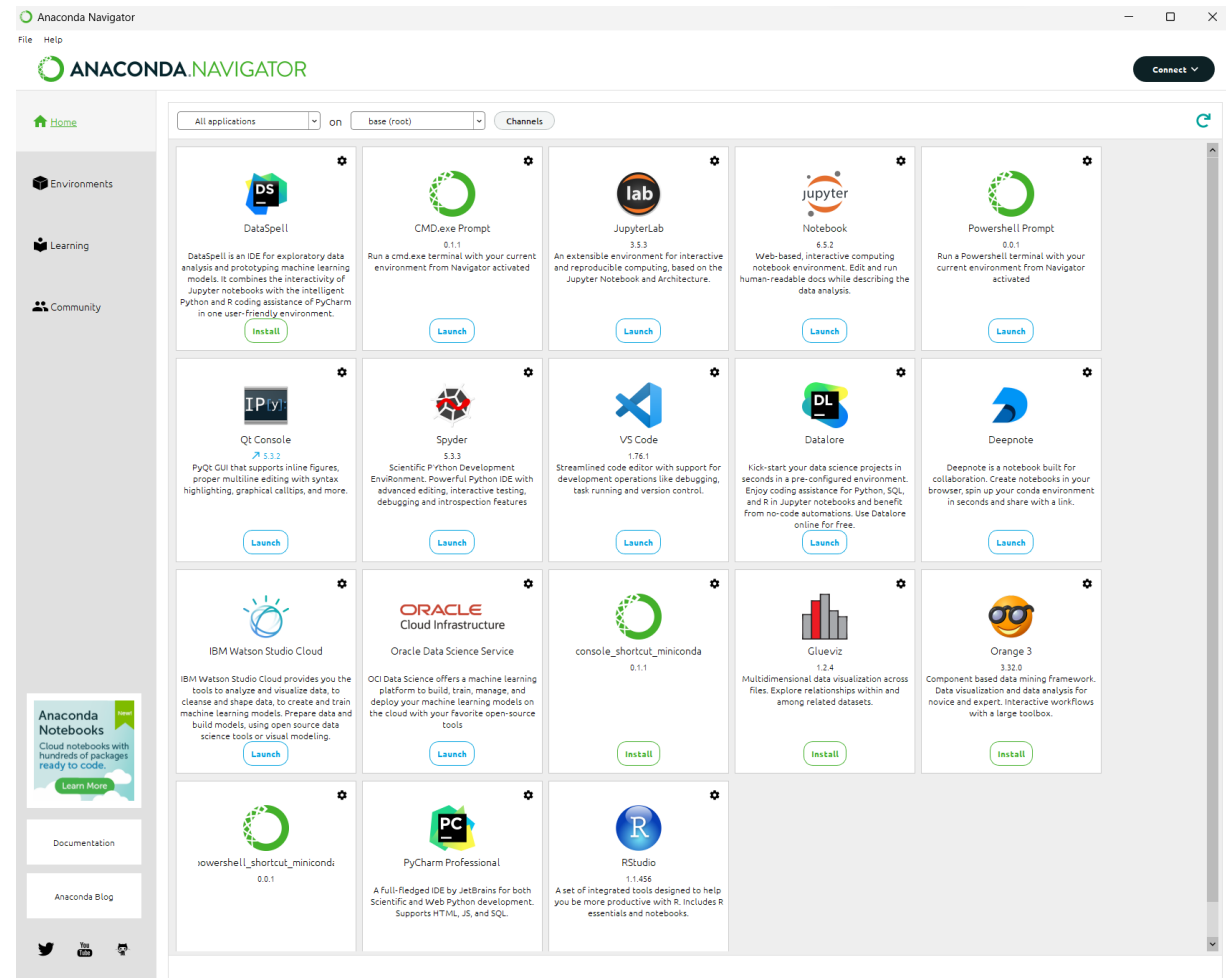 Anaconda Navigator
File Help
ANACONDA.NAVIGATOR
Connect
Home
Environments
Learning
Community
Anaconda
Notebooks
New!
Cloud notebooks with
hundreds of packages
ready to code.
Learn More
Documentation
Anaconda Blog
You
Tube
All applications on base (root) Channels
DS
DataSpell
DataSpell is an IDE for exploratory data
analysis and prototyping machine learning
models. It combines the interactivity of
Jupyter notebooks with the intelligent
Python and R coding assistance of PyCharm
in one user-friendly environment.
Install
CMD.exe Prompt
0.1.1
Run a cmd.exe terminal with your current
environment from Navigator activated
Launch
lab
JupyterLab
3.5.3
An extensible environment for interactive
and reproducible computing, based on the
Jupyter Notebook and Architecture.
Launch
jupyter
Notebook
6.5.2
Web-based, interactive computing
notebook environment. Edit and run
human-readable docs while describing the
data analysis.
Launch
Powershell Prompt
0.0.1
Run a Powershell terminal with your
current environment from Navigator
activated
Launch
IP[y]:
Qt Console
5.3.2
PyQt GUI that supports inline figures,
proper multiline editing with syntax
highlighting, graphical calltips, and more.
Launch
Spyder
5.3.3
Scientific PYthon Development
EnviRonment. Powerful Python IDE with
advanced editing, interactive testing,
debugging and introspection features
Launch
VS Code
1.76.1
Streamlined code editor with support for
development operations like debugging,
task running and version control.
Launch
DL
Datalore
Kick-start your data science projects in
seconds in a pre-configured environment.
Enjoy coding assistance for Python, SQL,
and R in Jupyter notebooks and benefit
from no-code automations. Use Datalore
online for free.
Launch
Deepnote
Deepnote is a notebook built for
collaboration. Create notebooks in your
browser, spin up your conda environment
in seconds and share with a link.
Launch
IBM Watson Studio Cloud
IBM Watson Studio Cloud provides you the
tools to analyze and visualize data, to
cleanse and shape data, to create and train
machine learning models. Prepare data and
build models, using open source data
science tools or visual modeling.
Launch
ORACLE
Cloud Infrastructure
Oracle Data Science Service
OCI Data Science offers a machine learning
platform to build, train, manage, and
deploy your machine learning models on
the cloud with your favorite open-source
tools
Launch
console_shortcut_miniconda
0.1.1
Install
Glueviz
1.2.4
Multidimensional data visualization across
files. Explore relationships within and
among related datasets.
Install
Orange 3
3.32.0
Component based data mining framework.
Data visualization and data analysis for
novice and expert. Interactive workflows
with a large toolbox.
Install
powershell_shortcut_miniconda
0.0.1
PC
PyCharm Professional
A full-fledged IDE by JetBrains for both
Scientific and Web Python development.
Supports HTML, JS, and SQL.
R
RStudio
1.1.456
A set of integrated tools designed to help
you be more productive with R. Includes R
essentials and notebooks.